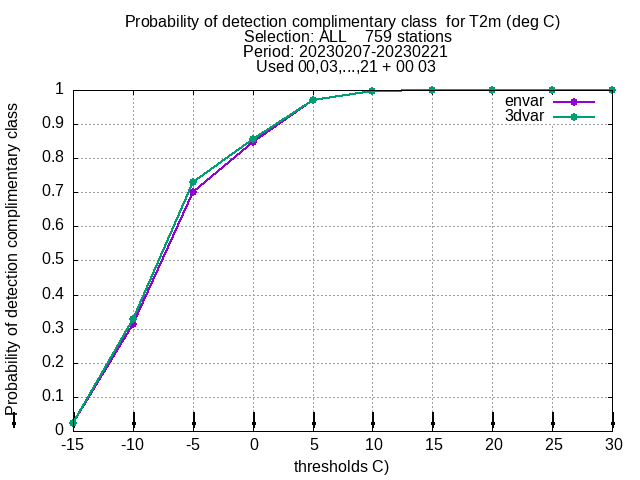 Probability of detection complimentary class  for T2m (deg C)
Selection: ALL    759 stations
Period: 20230207-20230221
Used 00,03,...,21 + 00 03
envar
3dvar
Probability of detection complimentary class
1
0.9
0.8
0.7
0.6
0.5
0.4
0.3
0.2
0.1
0
-15 -10 -5 0 5 10 15 20 25 30
thresholds C)